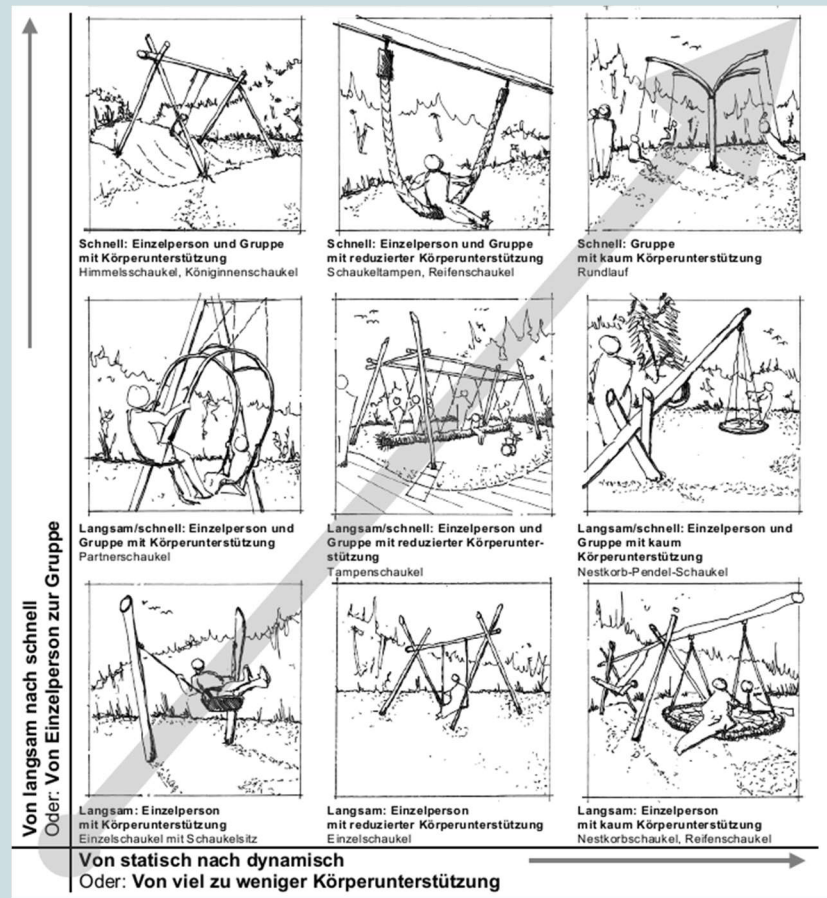 Schnell: Einzelperson und Gruppe
mit Körperunterstützung
Himmelsschaukel, Königinnenschaukel
Schnell: Einzelperson und Gruppe
mit reduzierter Körperunterstützung
Schaukeltampen, Reifenschaukel
Schnell: Gruppe
mit kaum Körperunterstützung
Rundlauf
Langsam/schnell: Einzelperson und
Gruppe mit Körperunterstützung
Partnerschaukel
Langsam/schnell: Einzelperson und
Gruppe mit reduzierter Körperunter-
stützung
Tampenschaukel
Langsam/schnell: Einzelperson und
Gruppe mit kaum
Körperunterstützung
Nestkorb-Pendel-Schaukel
Langsam: Einzelperson
mit Körperunterstützung
Einzelschaukel mit Schaukelsitz
Langsam: Einzelperson
mit reduzierter Körperunterstützung
Einzelschaukel
Langsam: Einzelperson
mit kaum Körperunterstützung
Nestkorbschaukel, Reifenschaukel
Von langsam nach schnell
Oder: Von Einzelperson zur Gruppe
Von statisch nach dynamisch
Oder: Von viel zu weniger Körperunterstützung